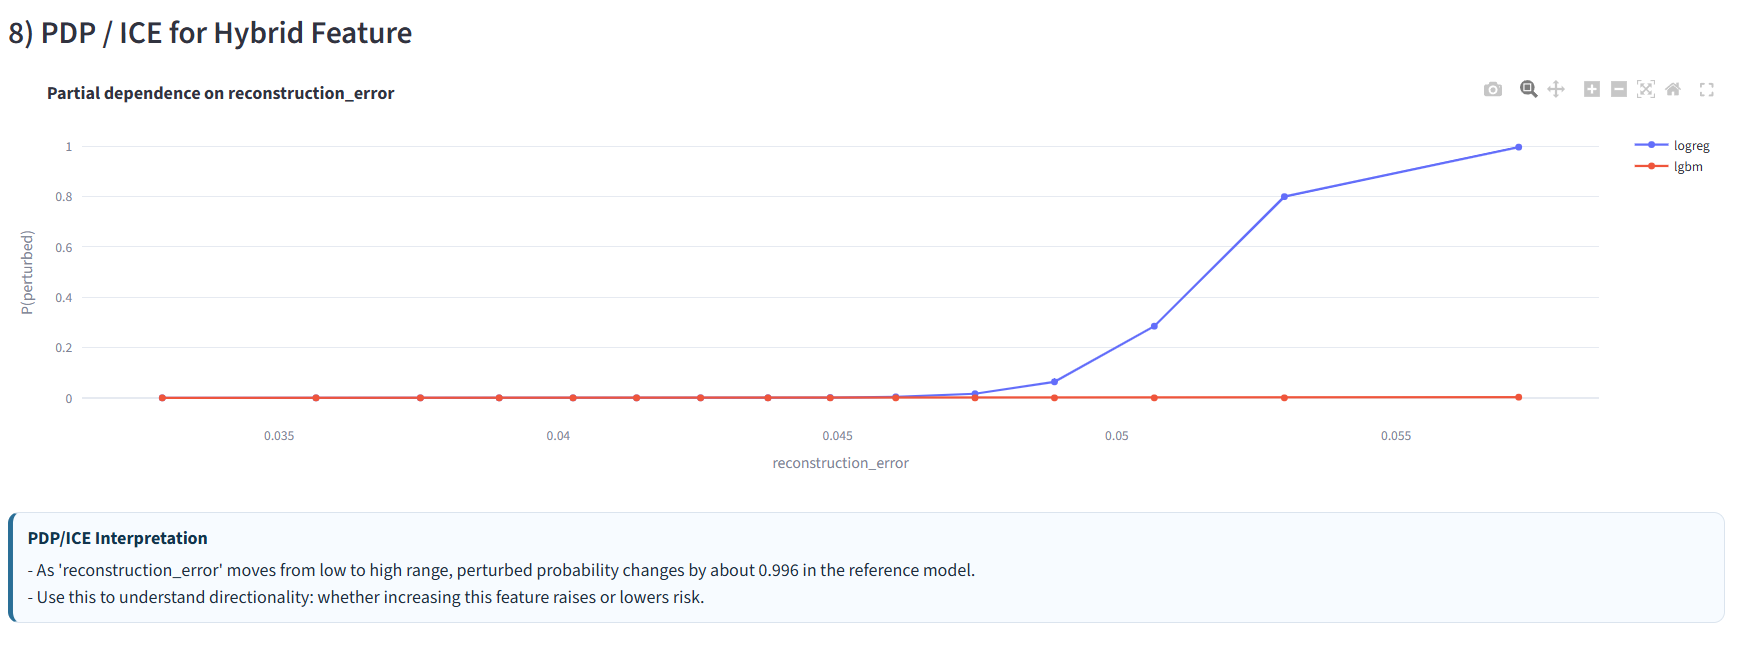 8) PDP / ICE for Hybrid Feature
Partial dependence on reconstruction_error
logreg
lgbm
P(perturbed)
1
0.8
0.6
0.4
0.2
0
0.035
0.04
0.045
0.05
0.055
reconstruction_error
PDP/ICE Interpretation
- As 'reconstruction_error' moves from low to high range, perturbed probability changes by about 0.996 in the reference model.
- Use this to understand directionality: whether increasing this feature raises or lowers risk.